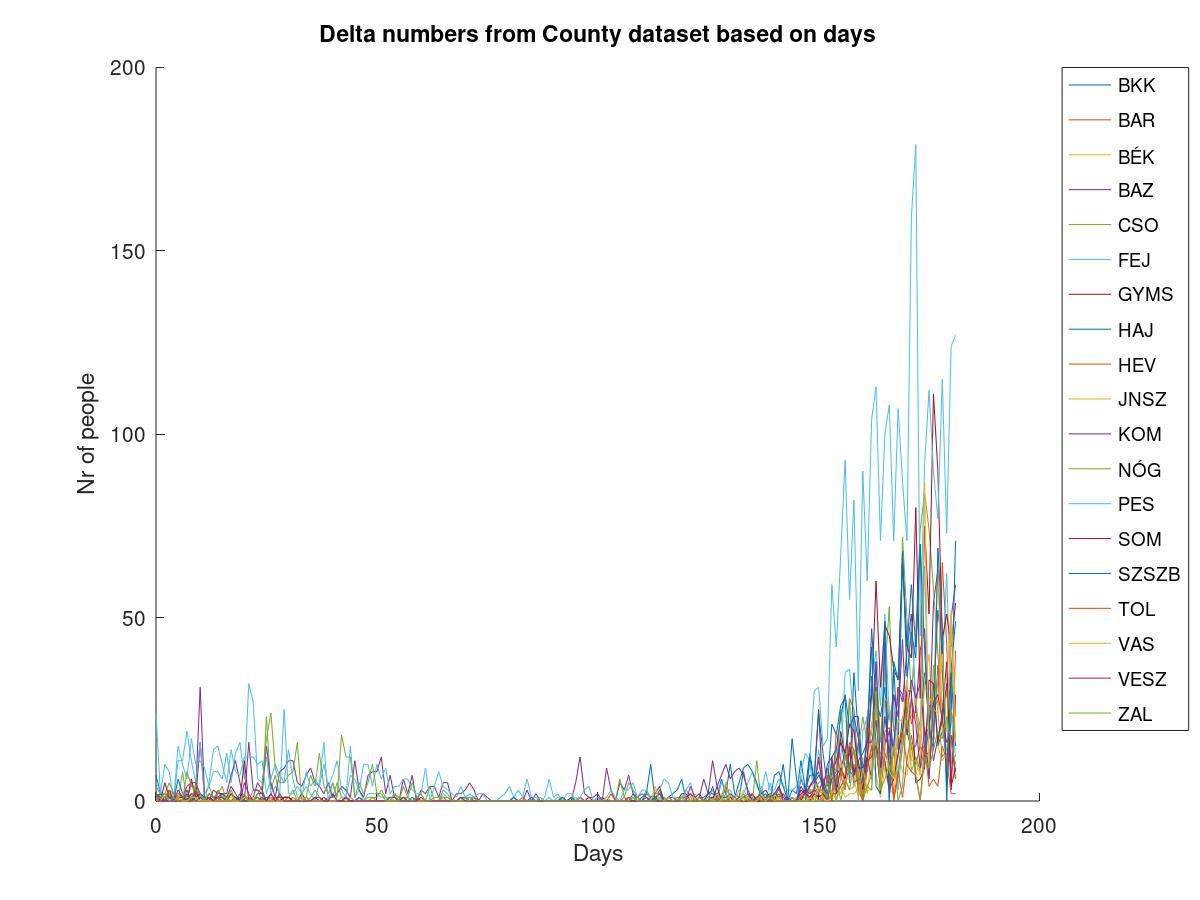 Delta numbers from County dataset based on days
200
150
100
50
0
0
50
100
150
200
Nr of people
Days
BKK
BAR
BÉK
BAZ
CSO
FEJ
GYMS
HAJ
HEV
JNSZ
KOM
NÓG
PES
SOM
SZSZB
TOL
VAS
VESZ
ZAL